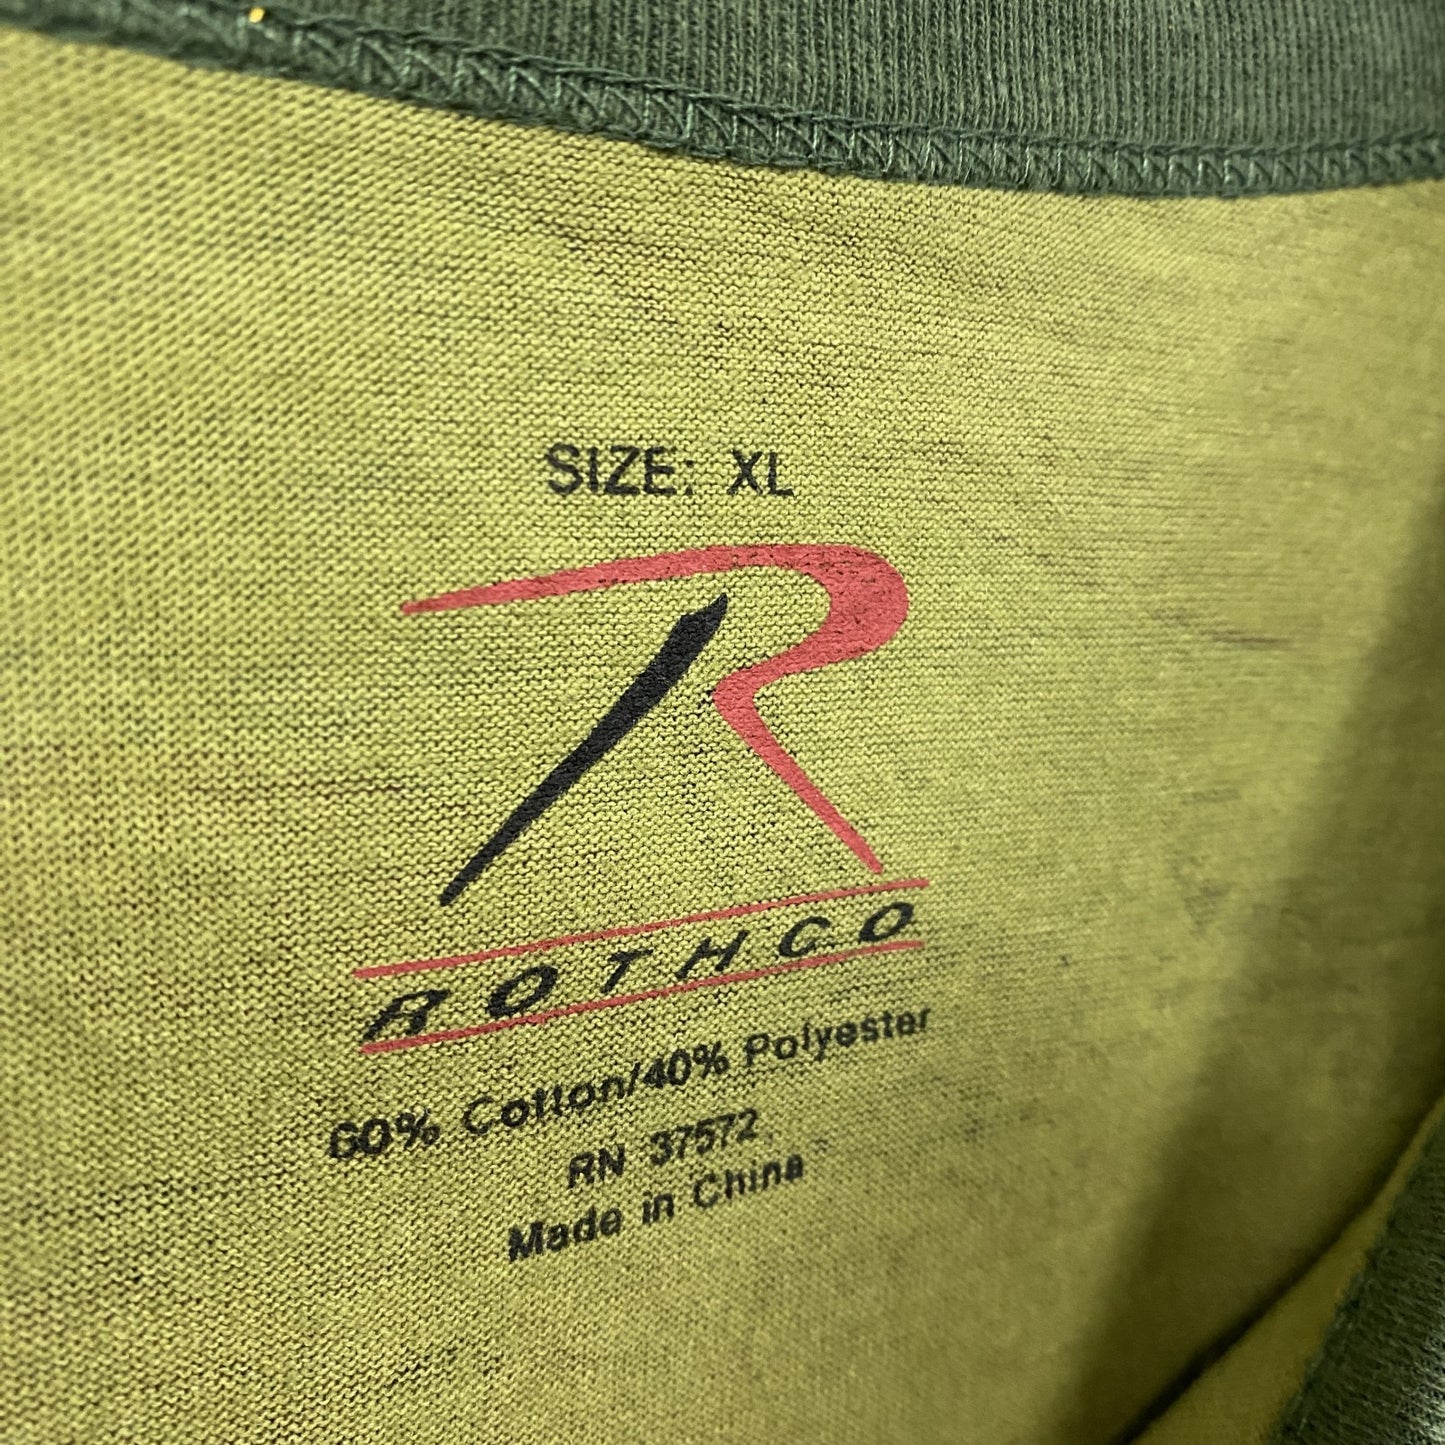 SIZE: XL
ROTHCO
60% Cotton/40% Polyester
RN 37572
Made in China